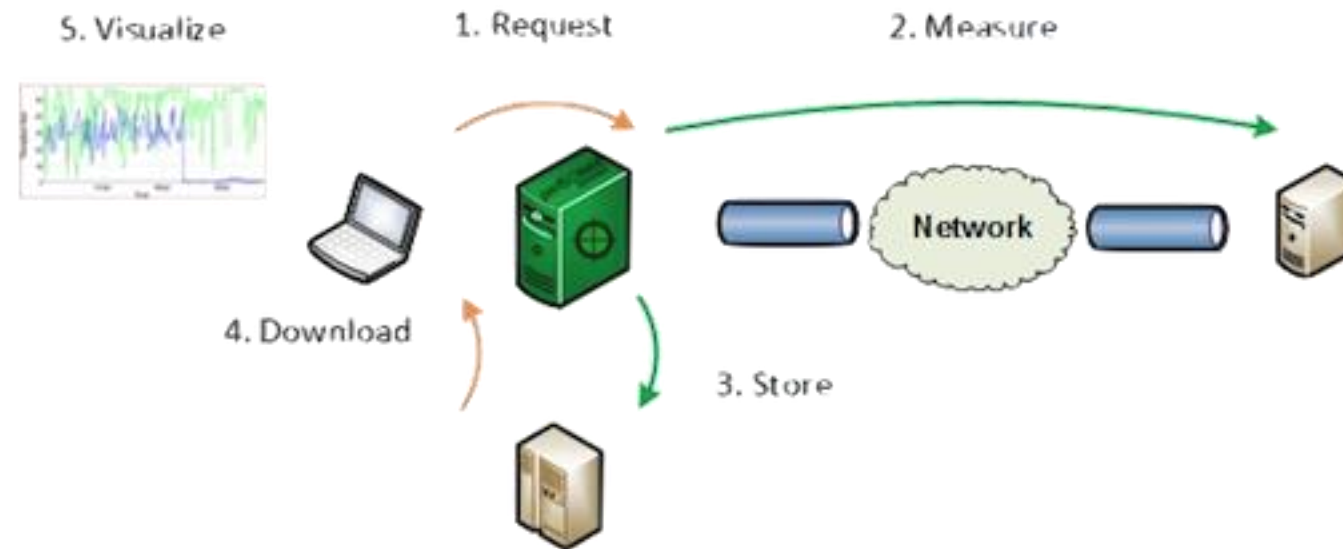 5. Visualize
1. Request
2. Measure
Network
4. Download
3. Store